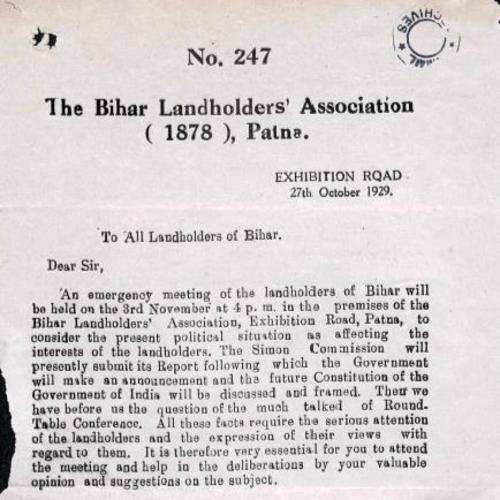 No. 247
The Bihar Landholders' Association
( 1878 ), Patna.
EXHIBITION ROAD
27th October 1929.
To All Landholders of Bihar.
Dear Sir,
An emergency meeting of the landholders of Bihar will
be held on the 3rd November at 4 p. m. in the premises of the
Bihar Landholders' Association, Exhibition Road, Patna, to
consider the present political situation as affecting the
interests of the landholders. The Simon Commission will
presently submit its Report following which the Government
will make an announcement and the future Constitution of the
Government of India will be discussed and framed. Then we
have before us the question of the much talked of Round-
Table Conference. All these facts require the serious attention
of the landholders and the expression of their views with
regard to them. It is therefore very essential for you to attend
the meeting and help in the deliberations by your valuable
opinion and suggestions on the subject.